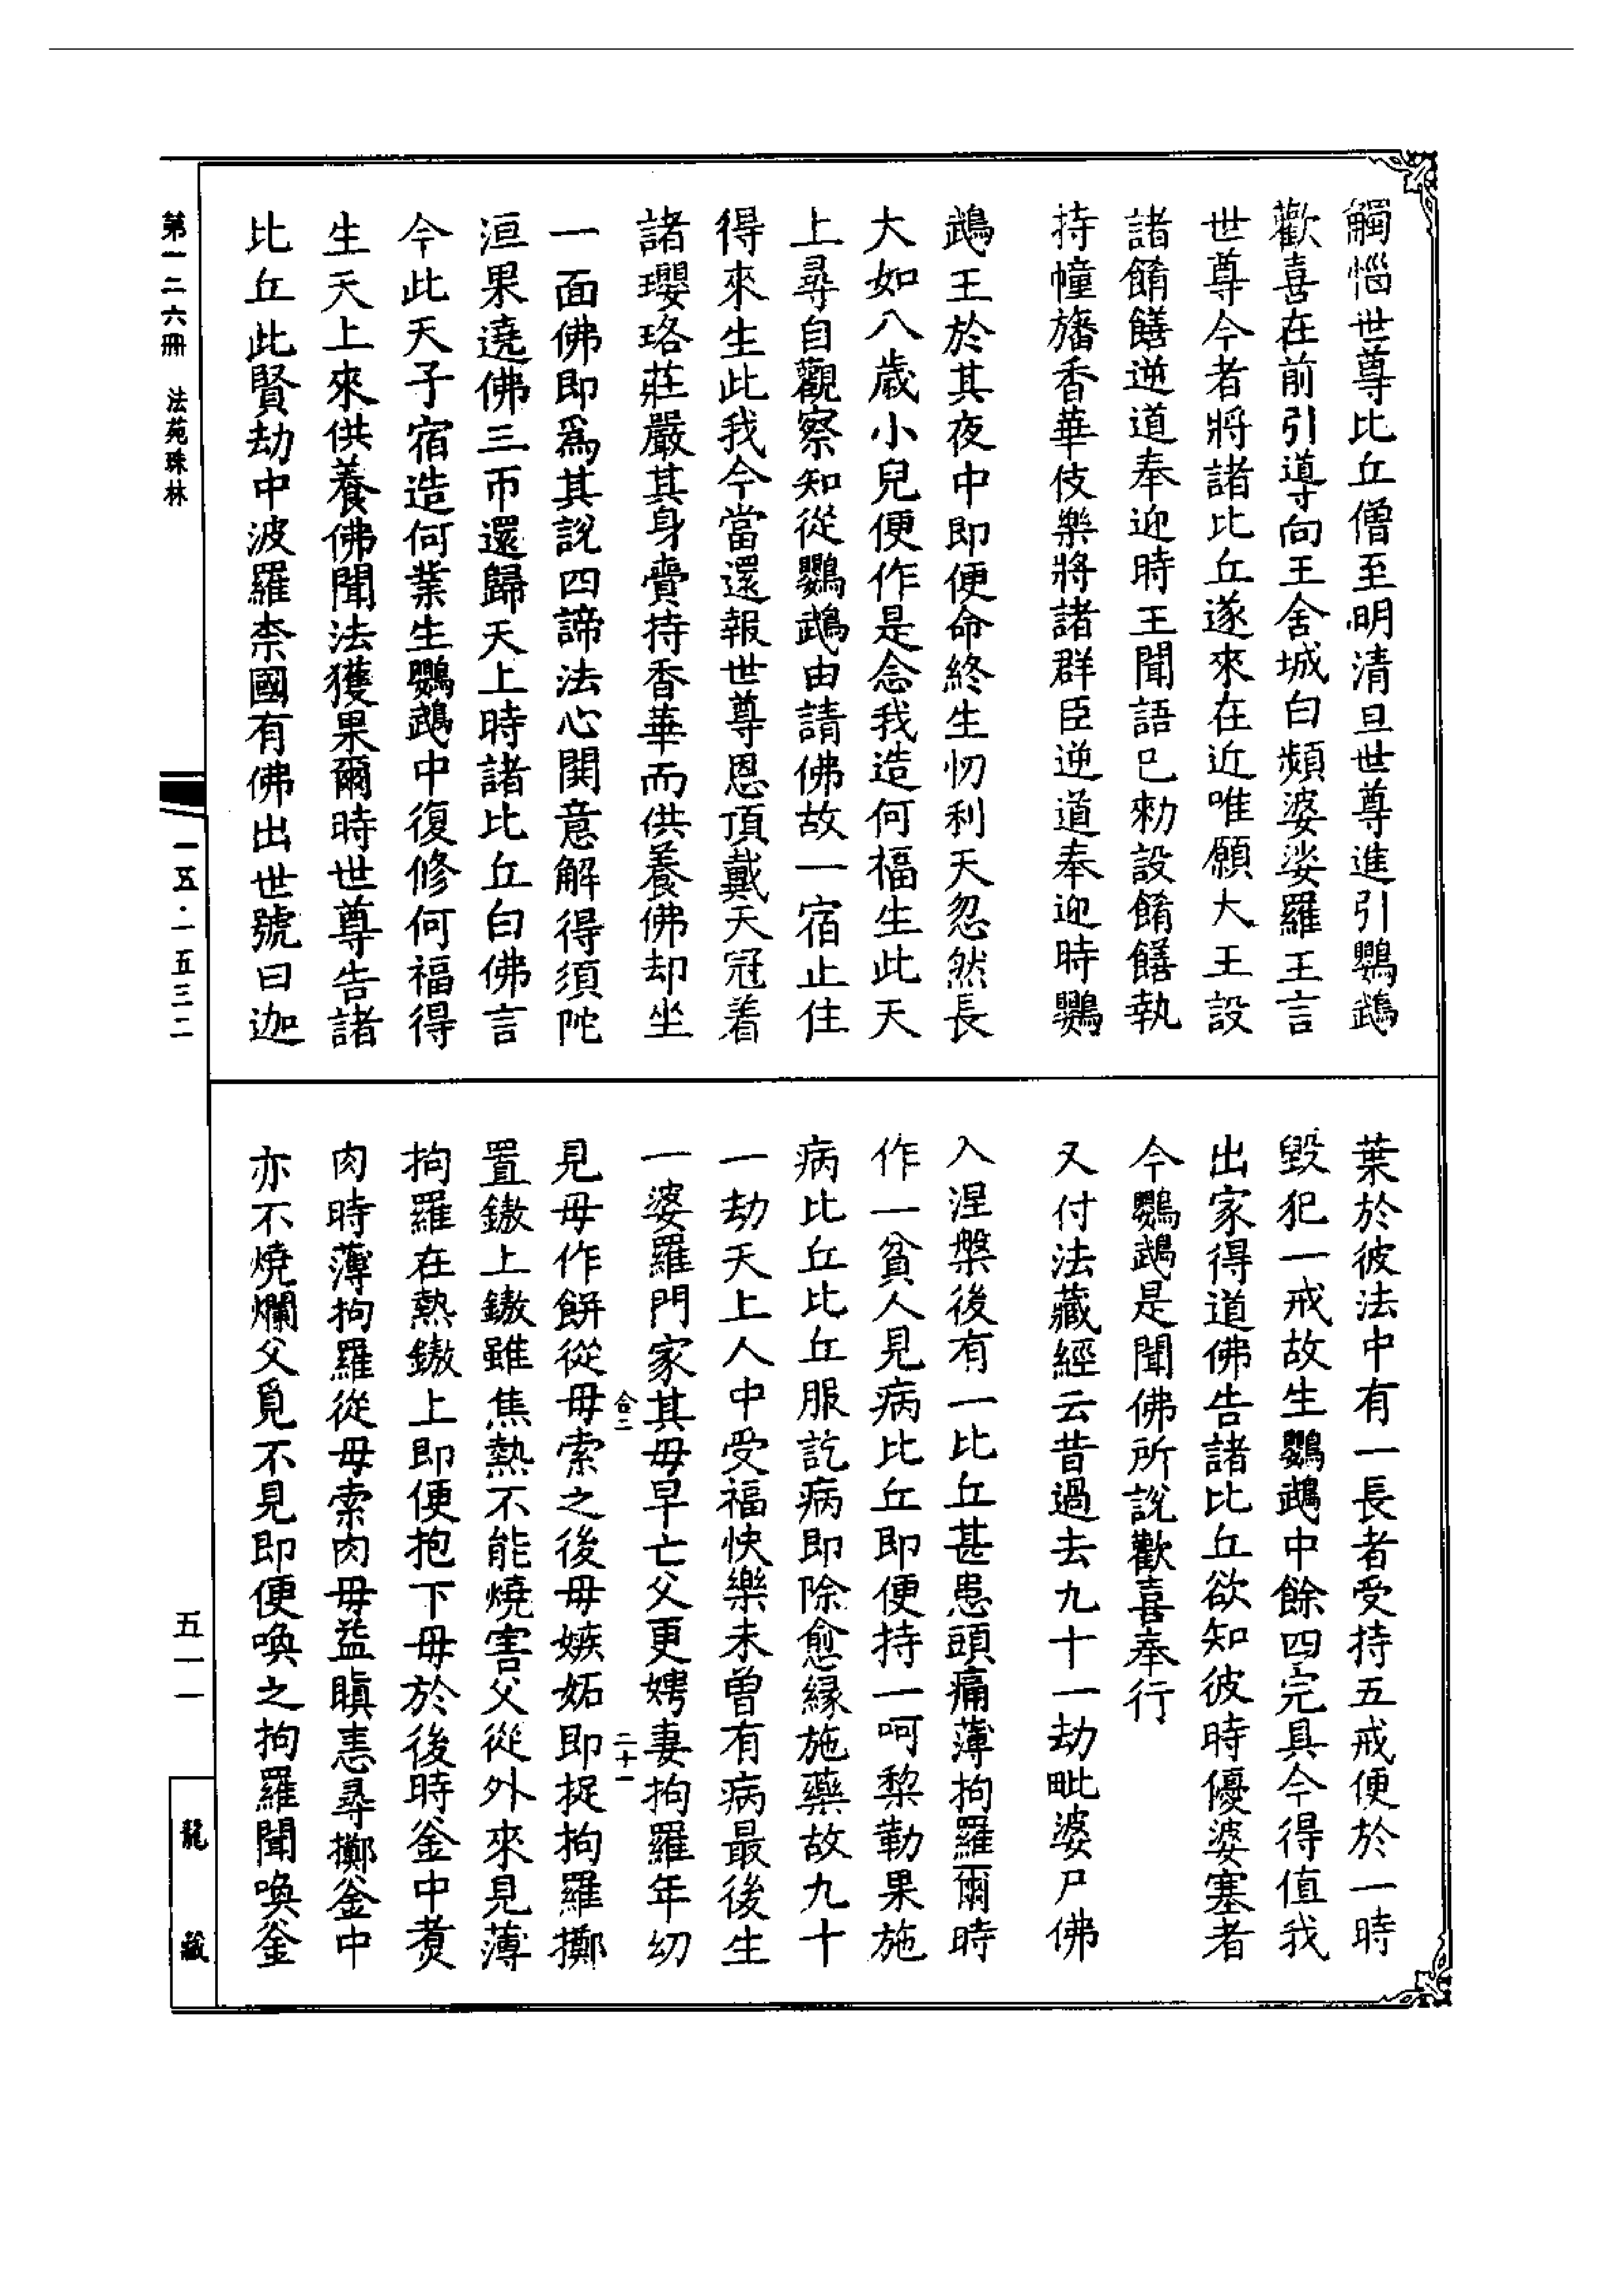 觸惱世尊比丘僧至明清旦世尊進引鸚鵡
歡喜在前引導向王舍城白頻婆娑羅王言
世尊今者將諸比丘遂來在近唯願大王設
諸餚饍逆道奉迎時王聞語已勑設餚饍執
持幢旛香華伎樂將諸群臣逆道奉迎時鸚
鵡王於其夜中即便命終生忉利天忽然長
大如八歲小兒便作是念我造何福生此天
上尋自觀察知從鸚鵡由請佛故一宿止住
得來生此我今當還報世尊恩頂戴天冠着
諸瓔珞莊嚴其身賷持香華而供養佛却坐
一面佛即爲其說四諦法心開意解得須陀
洹果遶佛三帀還歸天上時諸比丘白佛言
今此天子宿造何業生鸚鵡中復修何福得
生天上來供養佛聞法獲果爾時世尊告諸
比丘此賢劫中波羅柰國有佛出世號曰迦
葉於彼法中有一長者受持五戒便於一時
毀犯一戒故生鸚鵡中餘四完具今得值我
出家得道佛告諸比丘欲知彼時優婆塞者
今鸚鵡是聞佛所說歡喜奉行
又付法藏經云昔過去九十一劫毗婆尸佛
入涅槃後有一比丘甚患頭痛薄拘羅爾時
作一貧人見病比丘即便持一呵梨勒果施
病比丘比丘服訖病即除愈緣施藥故九十
一劫天上人中受福快樂未曾有病最後生
一婆羅門家其母早亡父更娉妻拘羅年幼
合二
二十一
見母作餅從母索之後母嫉妬即捉拘羅擲
置鏊上鏊雖焦熱不能燒害父從外來見薄
拘羅在熱鏊上即便抱下母於後時釜中煑
肉時薄拘羅從母索肉母益瞋恚尋擲釜中
亦不燒爛父覓不見即便喚之拘羅聞喚釜
第一二六冊 法苑珠林
一五·一五三二
五一一
龍藏